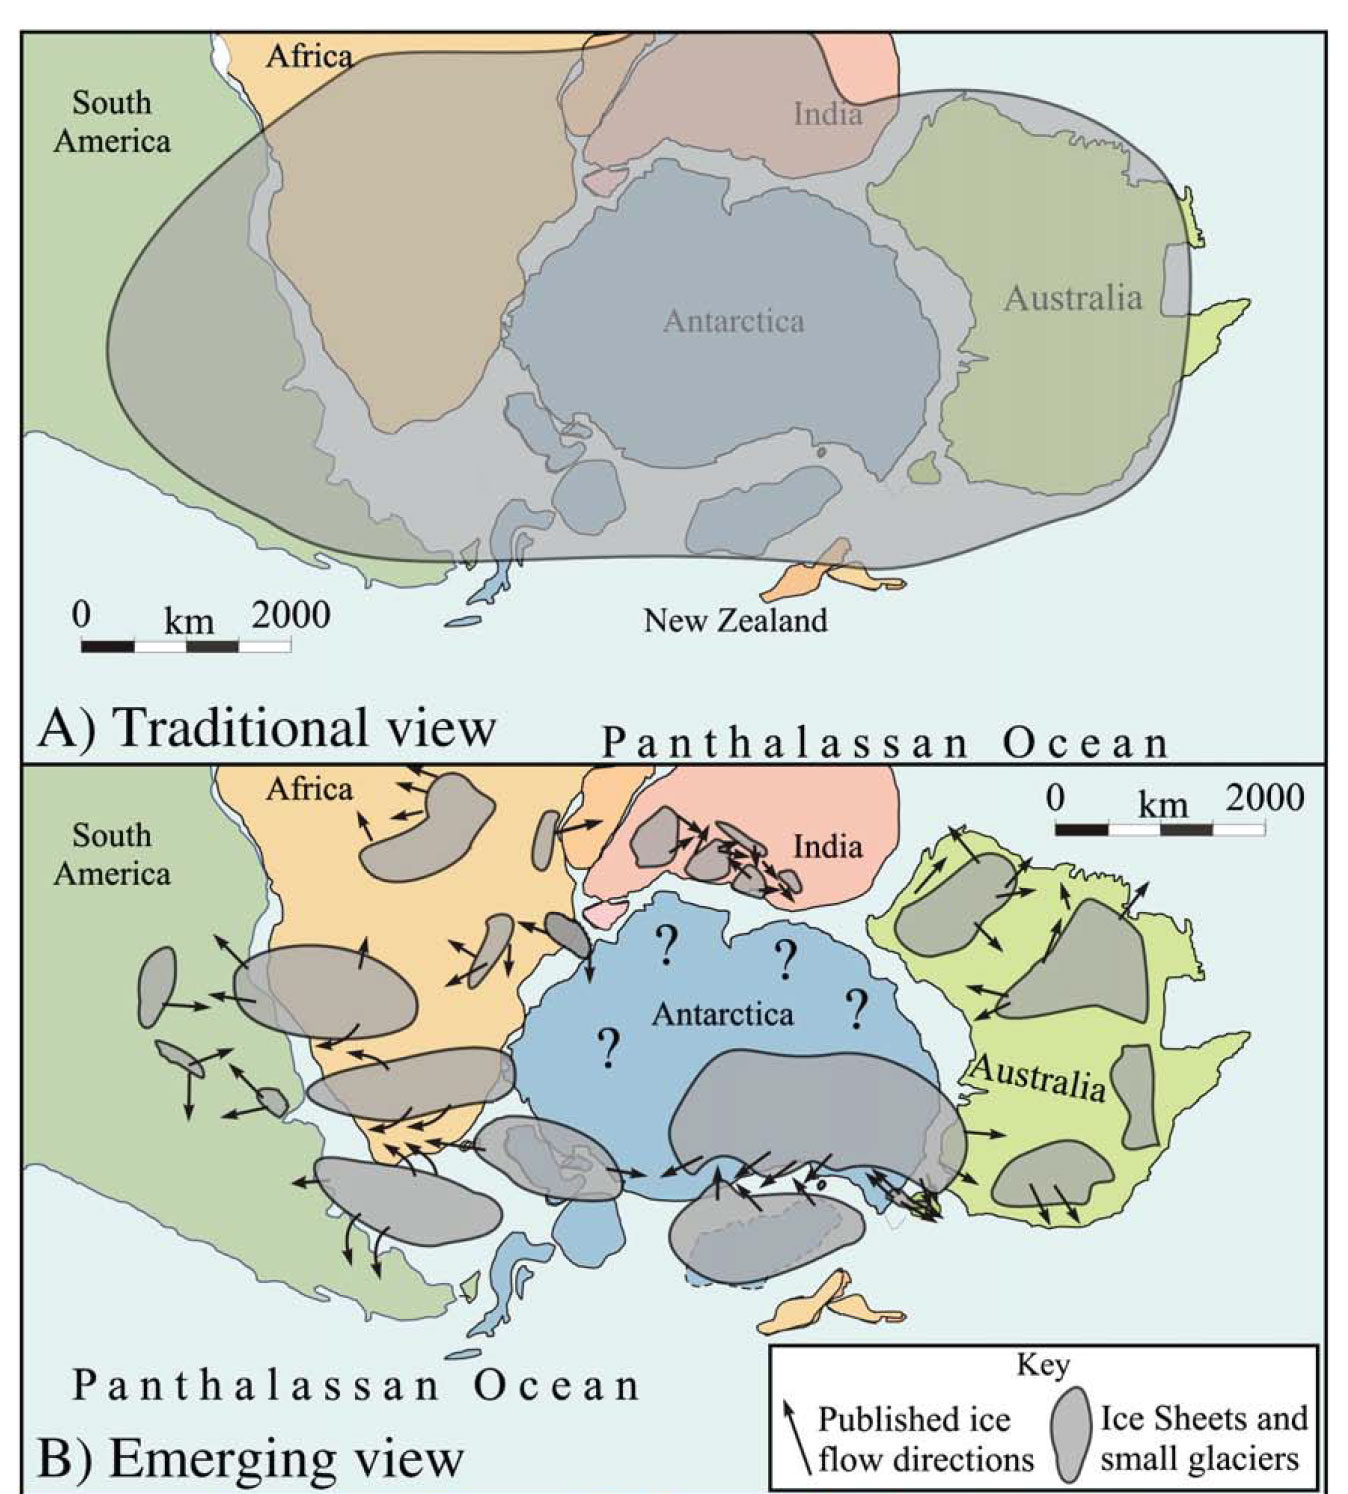 Africa
South
America
India
Australia
Antarctica
0 km 2000
New Zealand
A) Traditional view
Panthalassan Ocean
Africa
0 km 2000
South
America
India
?
?
?
Antarctica
?
Australia
Panthalassan Ocean
B) Emerging view
Key
Published ice
flow directions
Ice Sheets and
small glaciers